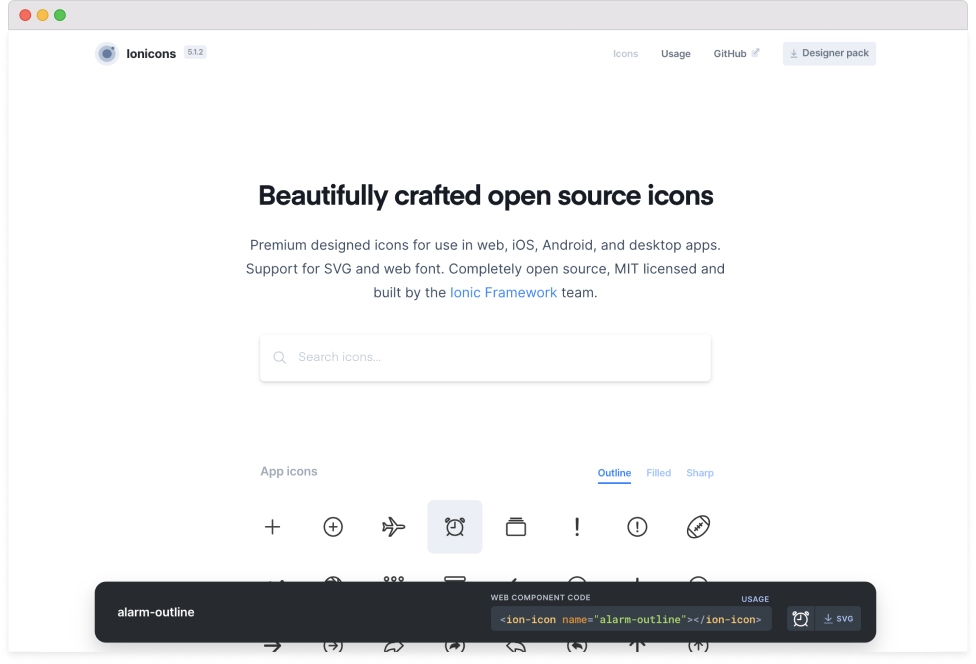 Ionicons 5.1.2 Icons Usage GitHub Designer pack
Beautifully crafted open source icons
Premium designed icons for use in web, iOS, Android, and desktop apps.
Support for SVG and web font. Completely open source, MIT licensed and
built by the Ionic Framework team.
Search icons...
App icons Outline Filled Sharp
alarm-outline
WEB COMPONENT CODE USAGE
<ion-icon name="alarm-outline"></ion-icon>
SVG